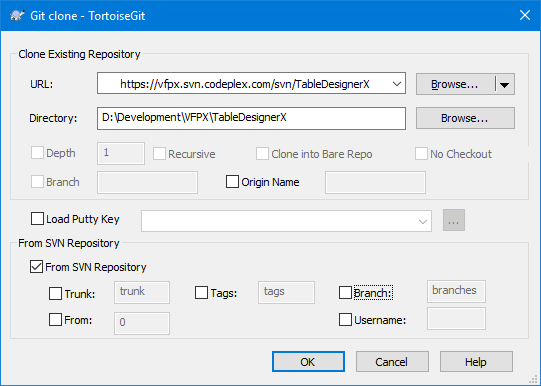 Git clone - TortoiseGit
Clone Existing Repository
URL: https://vfpx.svn.codeplex.com/svn/TableDesignerX Browse...
Directory: D:\Development\VFPX\TableDesignerX Browse...
Depth 1 Recursive Clone into Bare Repo No Checkout
Branch Origin Name
Load Putty Key ...
From SVN Repository
From SVN Repository
Trunk: trunk Tags: tags Branch: branches
From: 0 Username:
OK Cancel Help